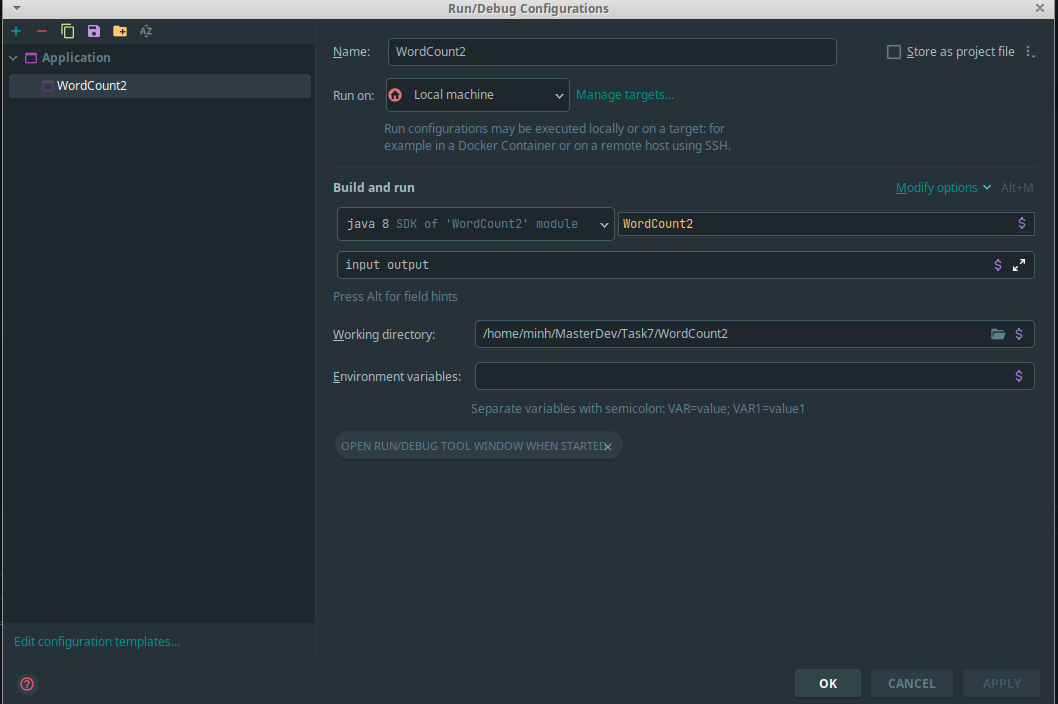 Run/Debug Configurations
Application
WordCount2
Edit configuration templates...
Name: WordCount2 Store as project file
Run on: Local machine Manage targets...
Run configurations may be executed locally or on a target: for
example in a Docker Container or on a remote host using SSH.
Build and run Modify options Alt+M
java 8 SDK of 'WordCount2' module WordCount2
input output
Press Alt for field hints
Working directory: /home/minh/MasterDev/Task7/WordCount2
Environment variables:
Separate variables with semicolon: VAR=value; VAR1=value1
OPEN RUN/DEBUG TOOL WINDOW WHEN STARTED
OK CANCEL APPLY